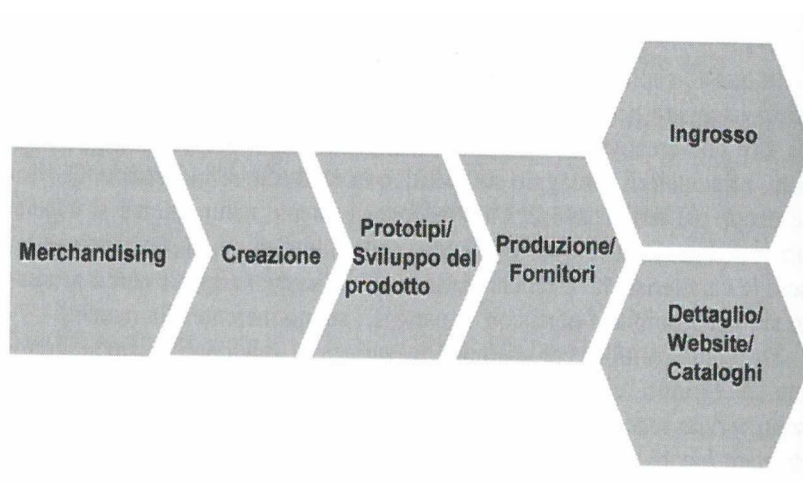 Merchandising
Creazione
Prototipi/
Sviluppo del
prodotto
Produzione/
Fornitori
Ingrosso
Dettaglio/
Website/
Cataloghi